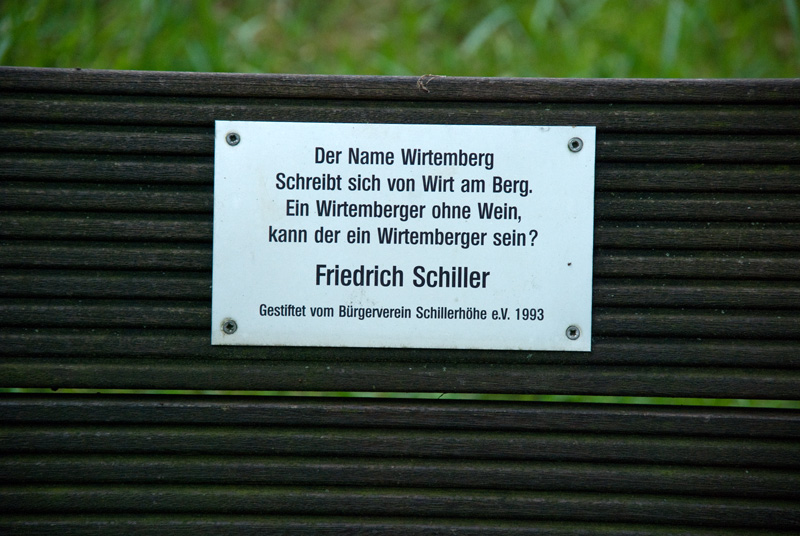 Der Name Wirtemberg
Schreibt sich von Wirt am Berg.
Ein Wirtemberger ohne Wein,
kann der ein Wirtemberger sein?
Friedrich Schiller
Gestiftet vom Bürgerverein Schillerhöhe e.V. 1993